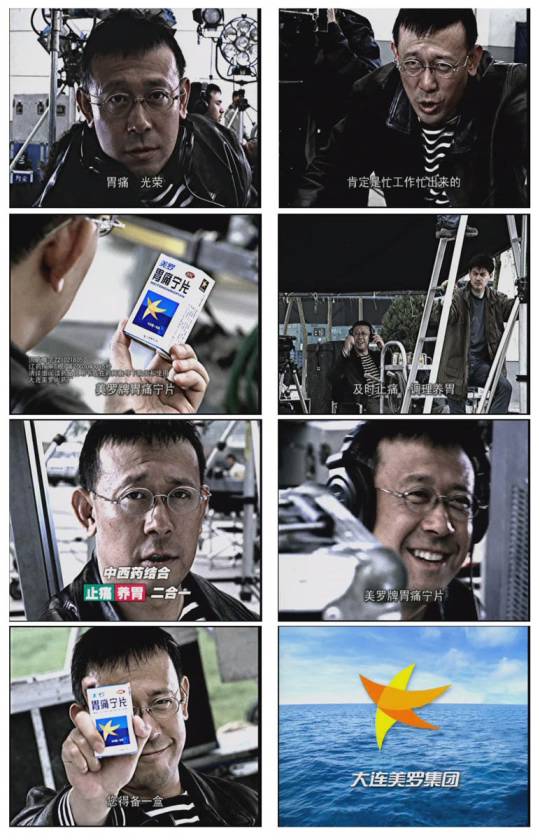 胃痛 光荣
肯定是忙工作忙出来的
美罗
胃痛宁片
美罗牌胃痛宁片
及时止痛 调理养胃
中西药结合
止痛 养胃 二合一
美罗牌胃痛宁片
胃痛宁片
您得备一盒
大连美罗集团